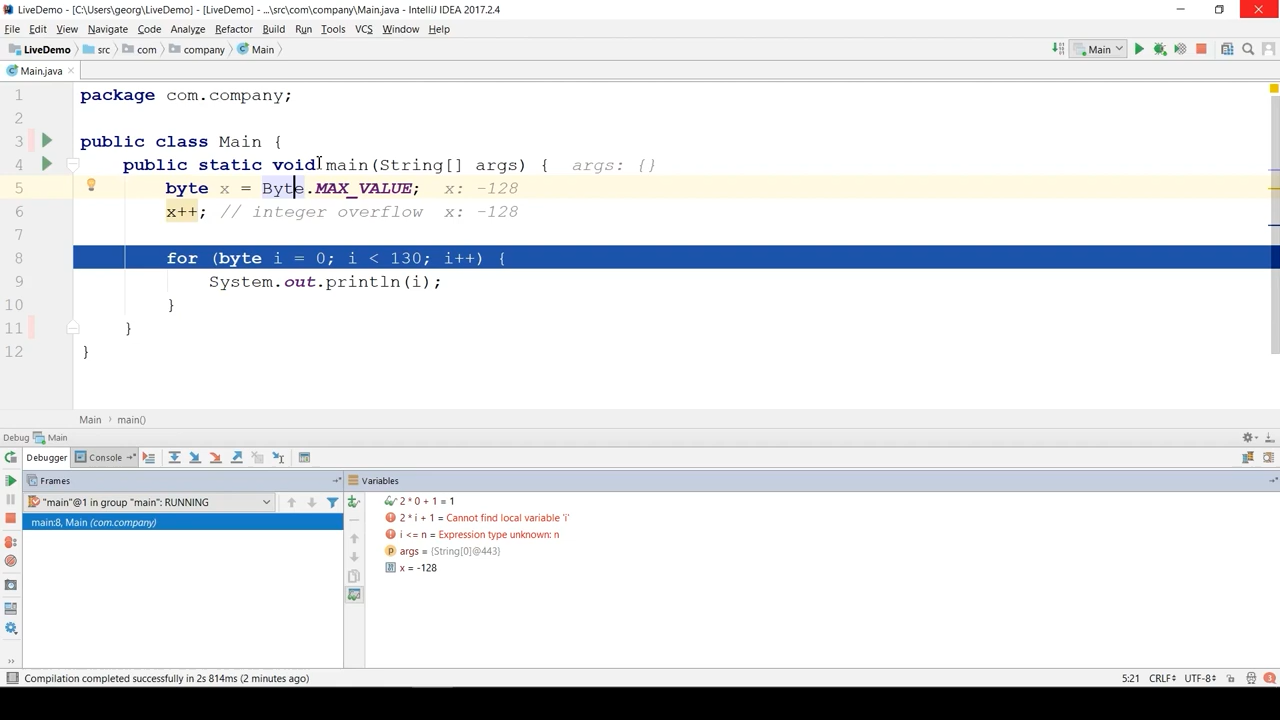 LiveDemo - [C:\Users\georg\LiveDemo] - [LiveDemo] - ...\src\com\company\Main.java - IntelliJ IDEA 2017.2.4
File Edit View Navigate Code Analyze Refactor Build Run Tools VCS Window Help
LiveDemo src com company Main Main
Main.java
1 package com.company;
2
3 public class Main {
4 public static void main(String[] args) { args: {}
5 byte x = Byte.MAX_VALUE; x: -128
6 x++; // integer overflow x: -128
7
8 for (byte i = 0; i < 130; i++) {
9 System.out.println(i);
10 }
11 }
12 }
Main main()
Debug Main
Debugger Console
Frames Variables
"main"@1 in group "main": RUNNING
main:8, Main (com.company)
2 * 0 + 1 = 1
2 * i + 1 = Cannot find local variable 'i'
i <= n = Expression type unknown: n
args = {String[0]@443}
x = -128
Compilation completed successfully in 2s 814ms (2 minutes ago) 5:21 CRLF UTF-8